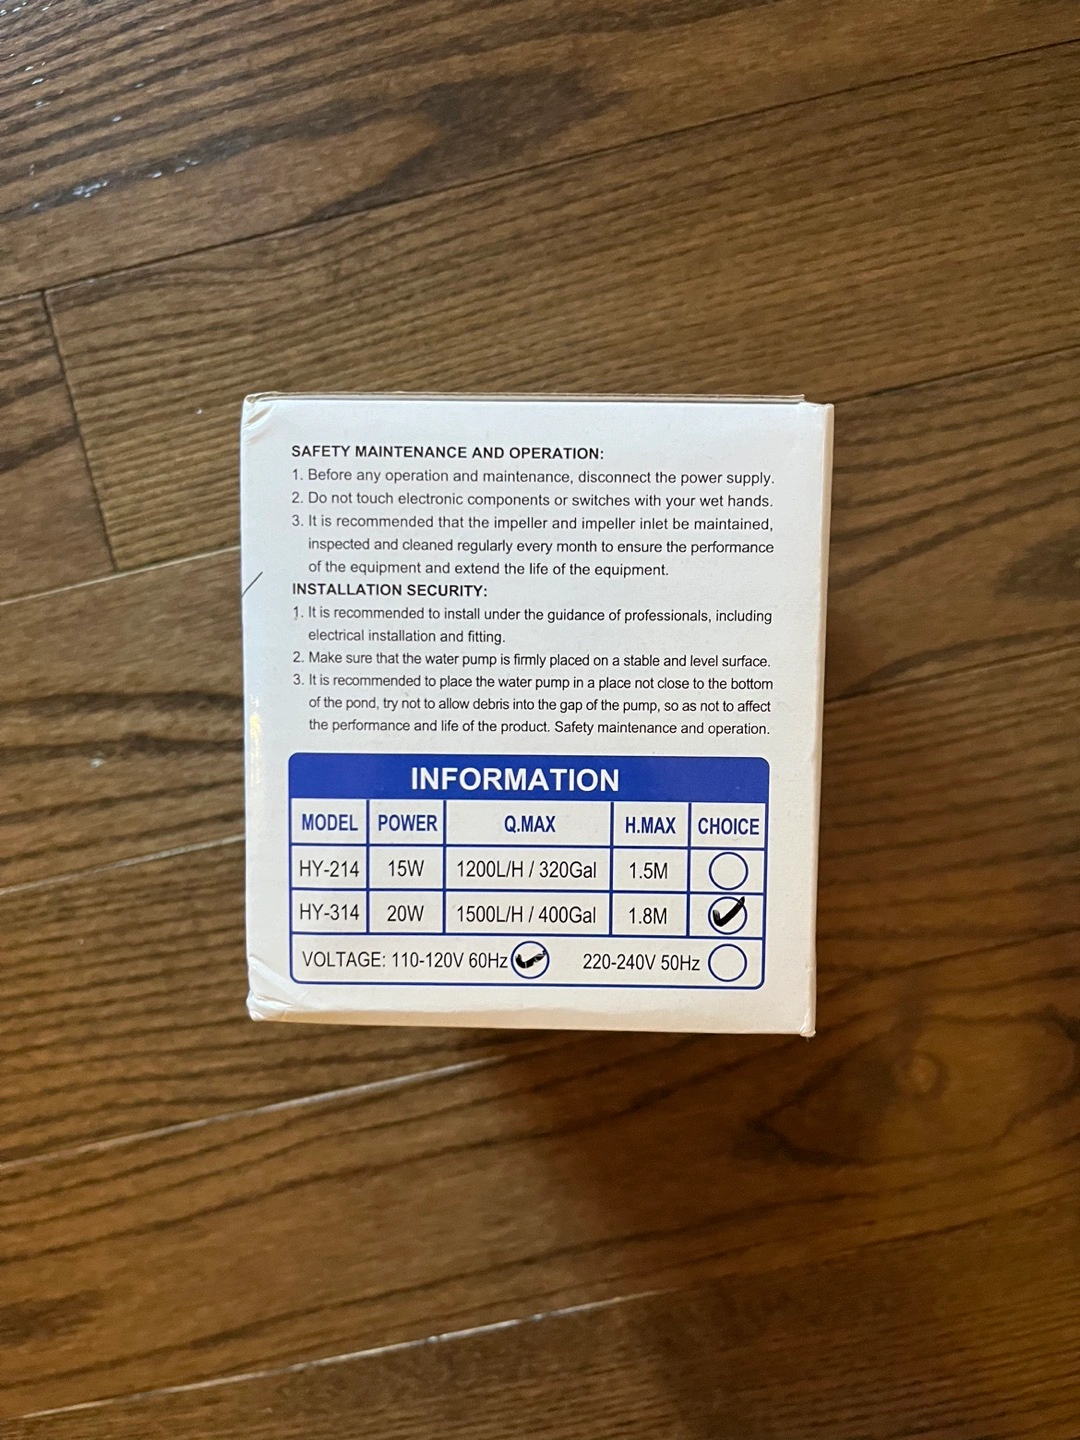 SAFETY MAINTENANCE AND OPERATION:
1. Before any operation and maintenance, disconnect the power supply.
2. Do not touch electronic components or switches with your wet hands.
3. It is recommended that the impeller and impeller inlet be maintained,
inspected and cleaned regularly every month to ensure the performance
of the equipment and extend the life of the equipment.
INSTALLATION SECURITY:
1. It is recommended to install under the guidance of professionals, including
electrical installation and fitting.
2. Make sure that the water pump is firmly placed on a stable and level surface.
3. It is recommended to place the water pump in a place not close to the bottom
of the pond, try not to allow debris into the gap of the pump, so as not to affect
the performance and life of the product. Safety maintenance and operation.
INFORMATION
MODEL POWER Q.MAX H.MAX CHOICE
HY-214 15W 1200L/H / 320Gal 1.5M
HY-314 20W 1500L/H / 400Gal 1.8M
VOLTAGE: 110-120V 60Hz 220-240V 50Hz